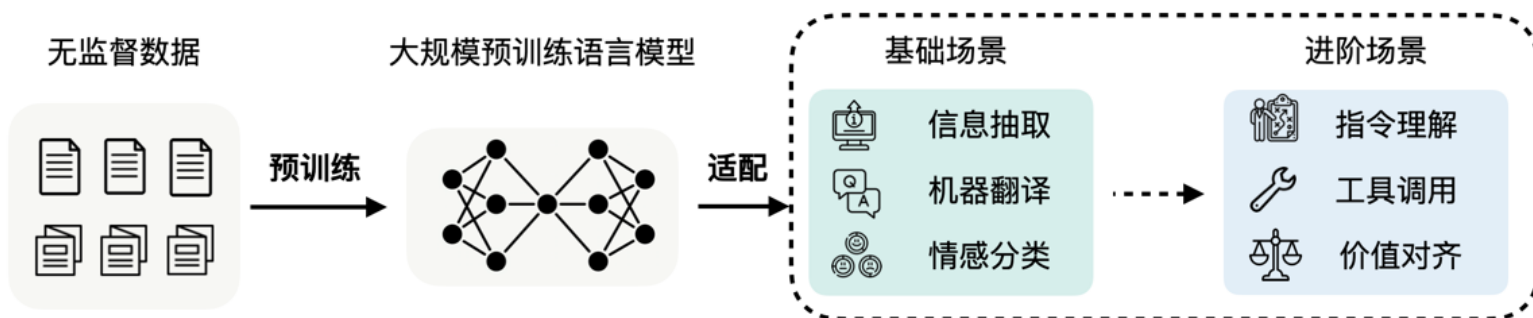 无监督数据
大规模预训练语言模型
基础场景
进阶场景
预训练
适配
信息抽取
机器翻译
情感分类
指令理解
工具调用
价值对齐
Q
A
i